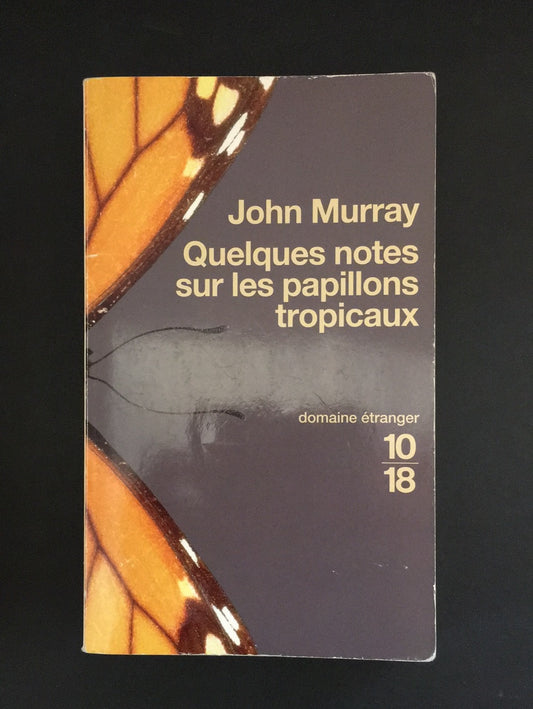 John Murray
Quelques notes
sur les papillons
tropicaux
domaine étranger
10
18